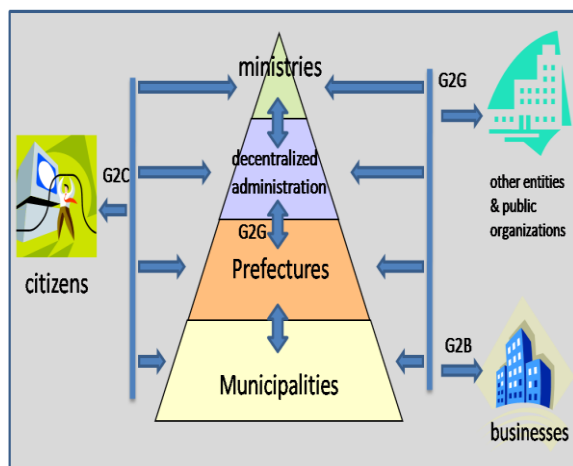 ministries
G2G
decentralized
administration
G2C
other entities
& public
organizations
G2G
citizens
Prefectures
G2B
Municipalities
businesses